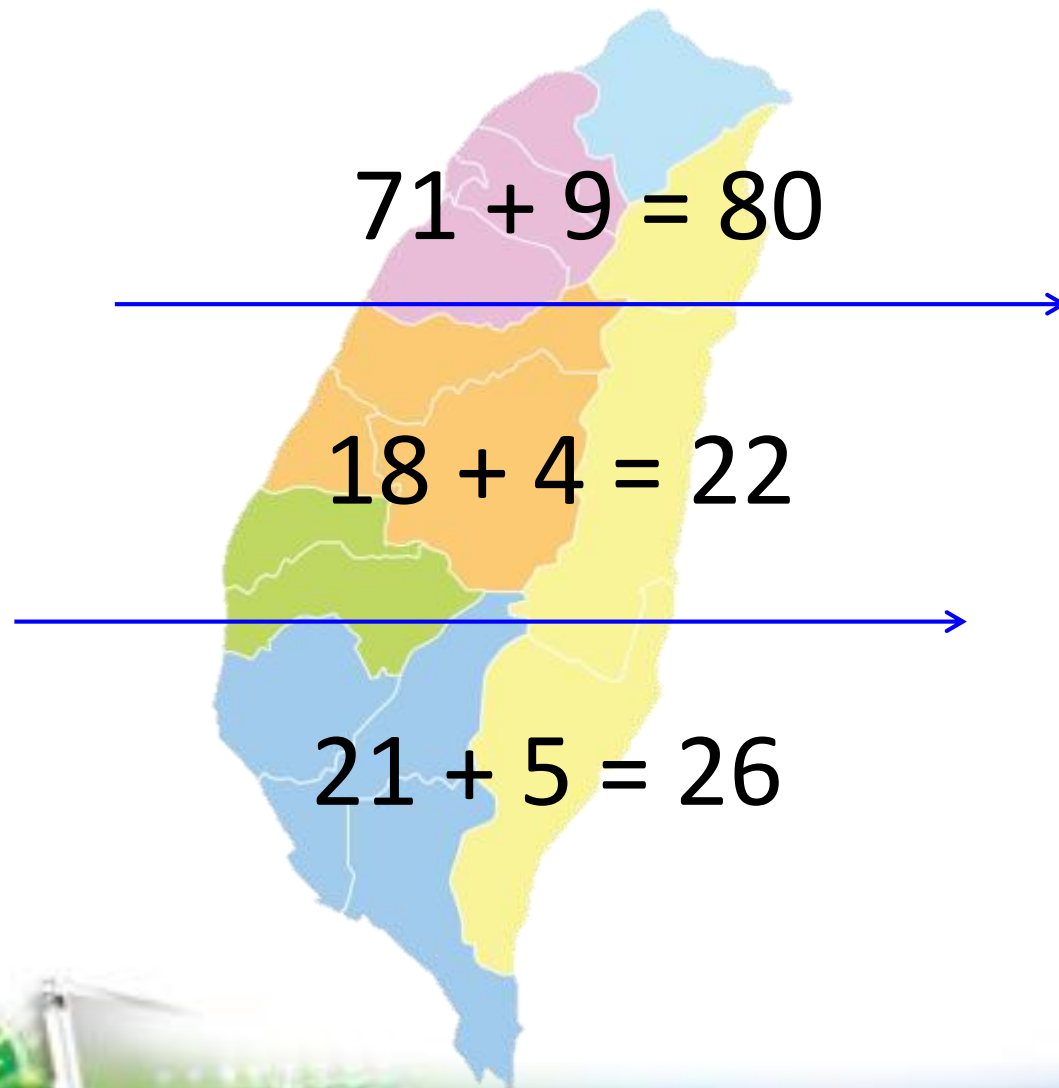 71 + 9 = 80
18 + 4 = 22
21 + 5 = 26